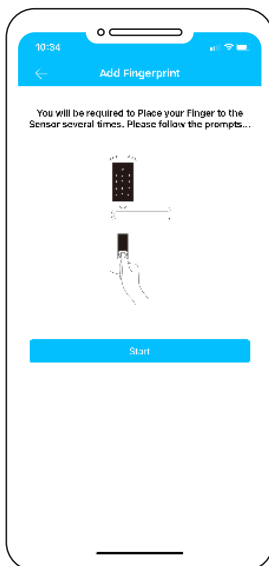 10:34
Add Fingerprint
You will be required to Place your Finger to the
Sensor several times. Please follow the prompts...
Start